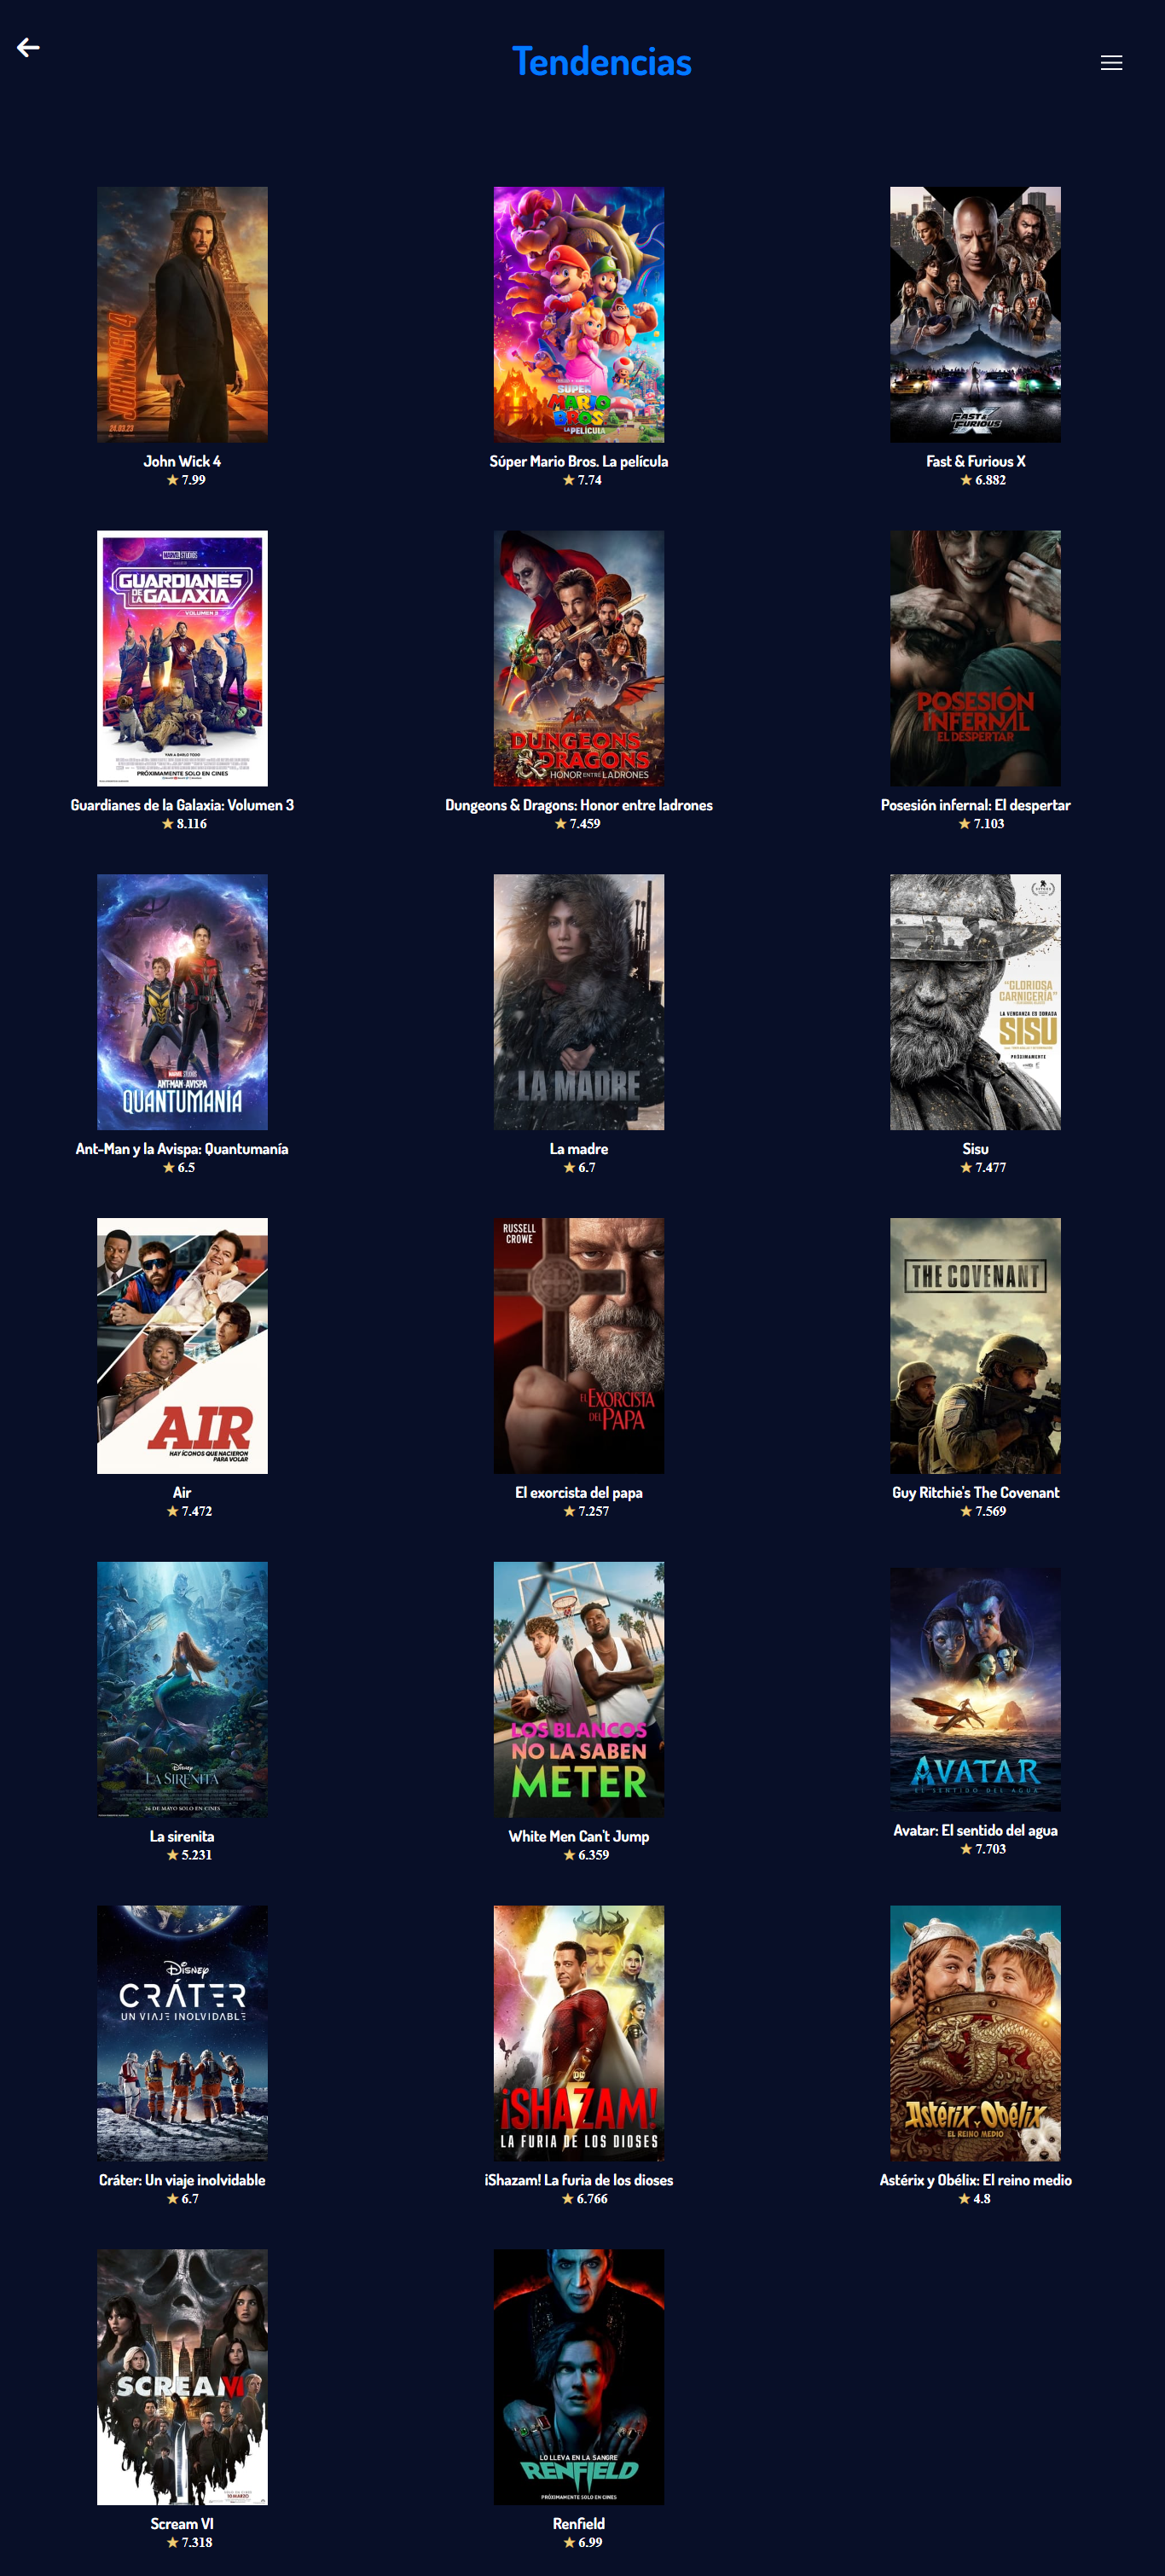 Tendencias
JOHN WICK 4
24.03.23
John Wick 4
7.99
SUPER
MARIO
BROS
LA PELÍCULA
Súper Mario Bros. La película
7.74
FAST &
FURIOUS
X
Fast & Furious X
6.882
MARVEL STUDIOS
GUARDIANES
DE LA GALAXIA
VOLUMEN 3
PRÓXIMAMENTE SOLO EN CINES
Guardianes de la Galaxia: Volumen 3
8.116
DUNGEONS
& DRAGONS
HONOR ENTRE LADRONES
Dungeons & Dragons: Honor entre ladrones
7.459
POSESIÓN
INFERNAL
EL DESPERTAR
Posesión infernal: El despertar
7.103
MARVEL STUDIOS
ANT-MAN Y LA AVISPA
QUANTUMANÍA
Ant-Man y la Avispa: Quantumanía
6.5
LA MADRE
La madre
6.7
"GLORIOSA
CARNICERÍA"
LA VENGANZA ES DORADA
SISU
PRÓXIMAMENTE
Sisu
7.477
AIR
HAY ÍCONOS QUE NACIERON
PARA VOLAR
Air
7.472
RUSSELL
CROWE
EL EXORCISTA
DEL PAPA
El exorcista del papa
7.257
THE COVENANT
Guy Ritchie's The Covenant
7.569
Disney
LA SIRENITA
26 DE MAYO SOLO EN CINES
La sirenita
5.231
LOS BLANCOS
NO LA SABEN
METER
White Men Can't Jump
6.359
AVATAR
EL SENTIDO DEL AGUA
Avatar: El sentido del agua
7.703
Disney
CRÁTER
UN VIAJE INOLVIDABLE
Cráter: Un viaje inolvidable
6.7
DC
¡SHAZAM!
LA FURIA DE LOS DIOSES
¡Shazam! La furia de los dioses
6.766
Astérix y Obélix
EL REINO MEDIO
Astérix y Obélix: El reino medio
4.8
SCREAM VI
Scream VI
7.318
LO LLEVA EN LA SANGRE
RENFIELD
PRÓXIMAMENTE SOLO EN CINES
Renfield
6.99